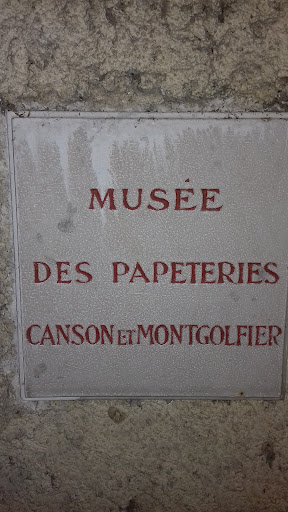 MUSÉE
DES PAPETERIES
CANSON ET MONTGOLFIER